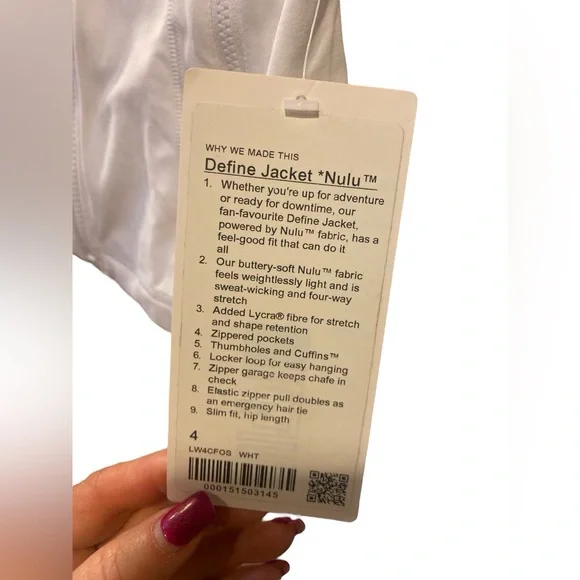 WHY WE MADE THIS
Define Jacket *Nulu™
1. Whether you're up for adventure
or ready for downtime, our
fan-favourite Define Jacket,
powered by Nulu™ fabric, has a
feel-good fit that can do it
all
2. Our buttery-soft Nulu™ fabric
feels weightlessly light and is
sweat-wicking and four-way
stretch
3. Added Lycra® fibre for stretch
and shape retention
4. Zippered pockets
5. Thumbholes and Cuffins™
6. Locker loop for easy hanging
7. Zipper garage keeps chafe in
check
8. Elastic zipper pull doubles as
an emergency hair tie
9. Slim fit, hip length
4
LW4CFOS WHT
000151503145